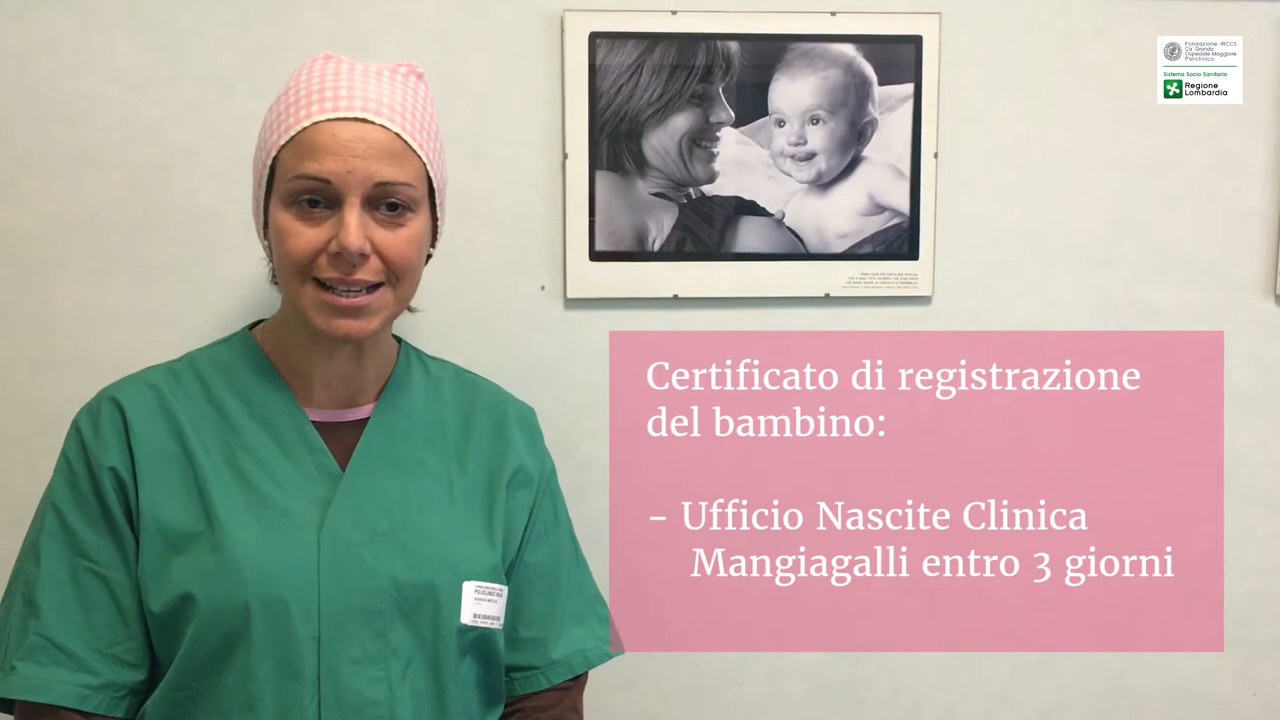 Fondazione IRCCS
Ca' Granda
Ospedale Maggiore
Policlinico
Sistema Socio Sanitario
Regione
Lombardia
Certificato di registrazione
del bambino:
- Ufficio Nascite Clinica
Mangiagalli entro 3 giorni